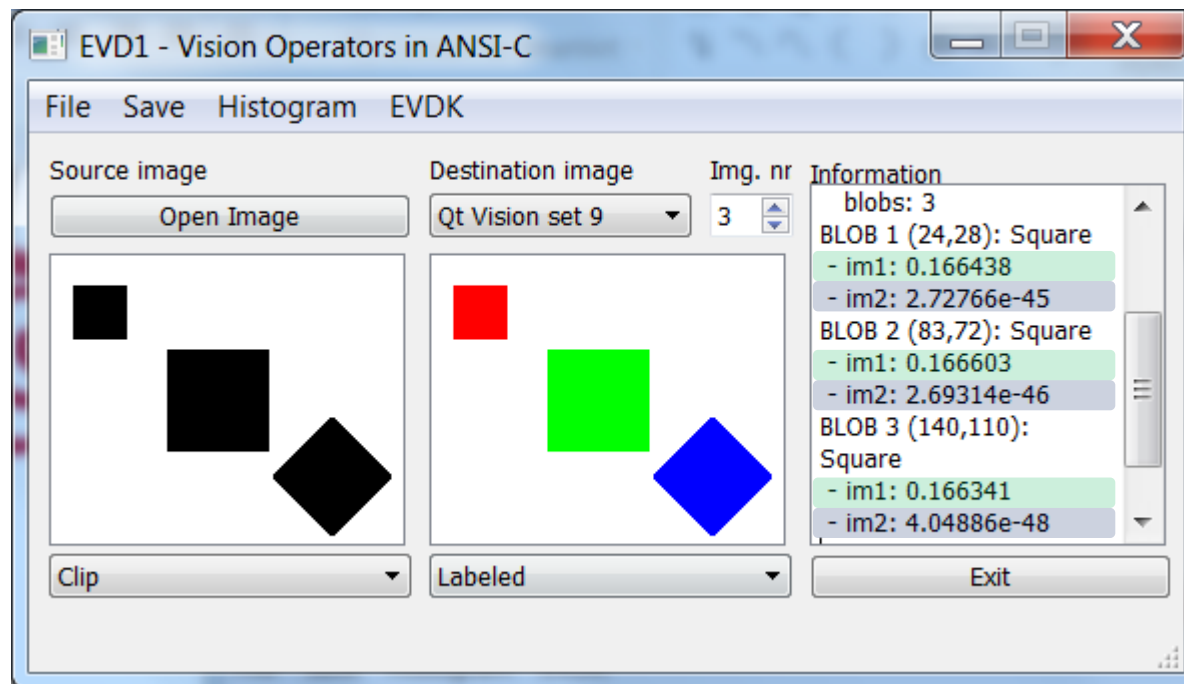 EVD1 - Vision Operators in ANSI-C
File Save Histogram EVDK
Source image
Open Image
Destination image
Img. nr
Qt Vision set 9
3
Information
blobs: 3
BLOB 1 (24,28): Square
- im1: 0.166438
- im2: 2.72766e-45
BLOB 2 (83,72): Square
- im1: 0.166603
- im2: 2.69314e-46
BLOB 3 (140,110):
Square
- im1: 0.166341
- im2: 4.04886e-48
Clip
Labeled
Exit